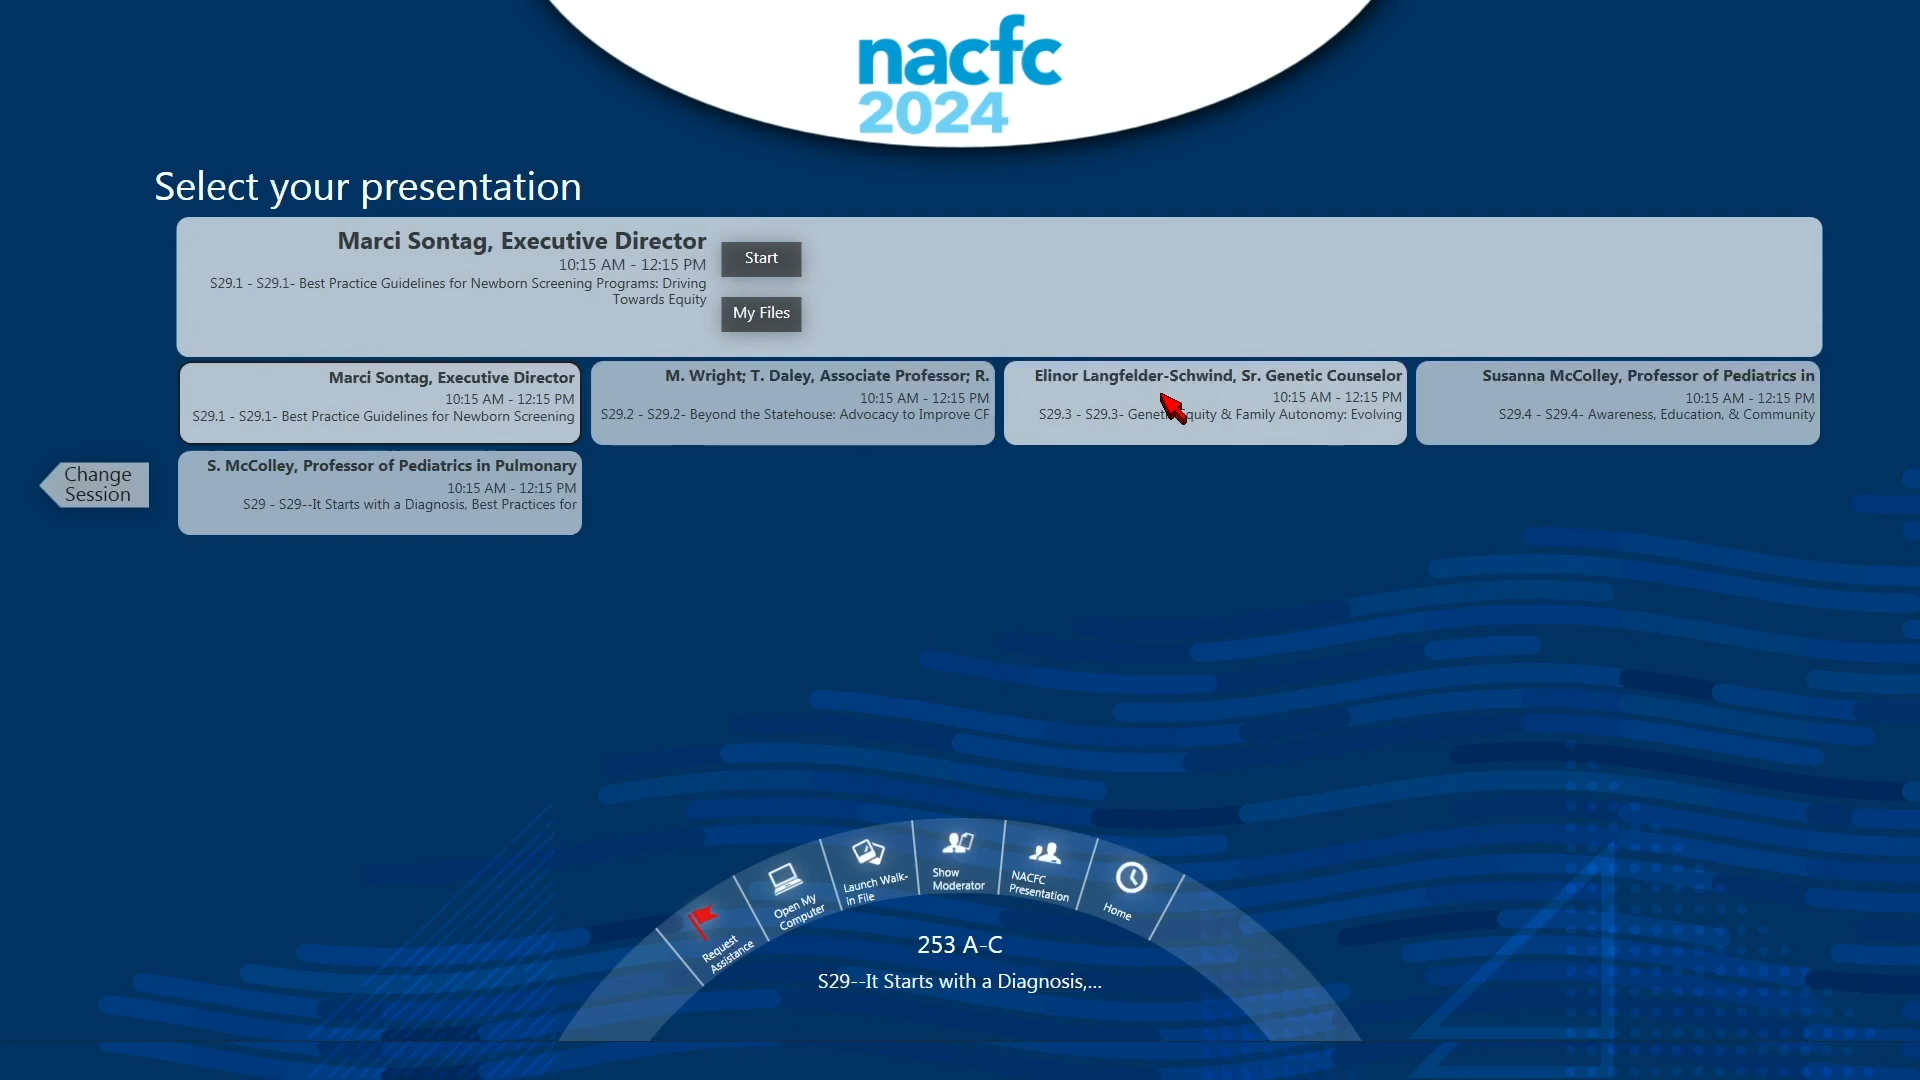 nacfc
2024
Select your presentation
Marci Sontag, Executive Director
10:15 AM - 12:15 PM
S29.1 - S29.1- Best Practice Guidelines for Newborn Screening Programs: Driving
Towards Equity
Start
My Files
Marci Sontag, Executive Director
10:15 AM - 12:15 PM
S29.1 - S29.1- Best Practice Guidelines for Newborn Screening
M. Wright; T. Daley, Associate Professor; R.
10:15 AM - 12:15 PM
S29.2 - S29.2- Beyond the Statehouse: Advocacy to Improve CF
Elinor Langfelder-Schwind, Sr. Genetic Counselor
10:15 AM - 12:15 PM
S29.3 - S29.3- Genetic Equity & Family Autonomy: Evolving
Susanna McColley, Professor of Pediatrics in
10:15 AM - 12:15 PM
S29.4 - S29.4- Awareness, Education, & Community
Change
Session
S. McColley, Professor of Pediatrics in Pulmonary
10:15 AM - 12:15 PM
S29 - S29--It Starts with a Diagnosis, Best Practices for
Request
Assistance
Open My
Computer
Launch Walk-
in File
Show
Moderator
NACFC
Presentation
Home
253 A-C
S29--It Starts with a Diagnosis,...